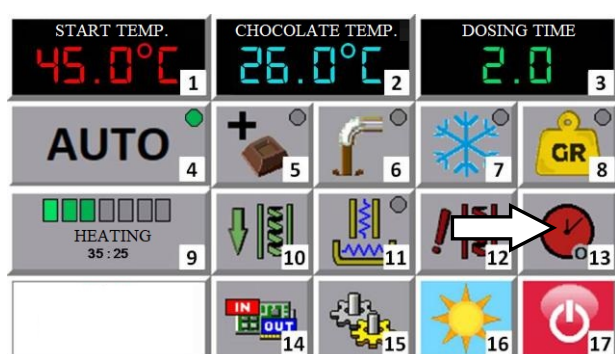 START TEMP.
CHOCOLATE TEMP.
DOSING TIME
45.0°C
1
26.0°C
2
2.0
3
AUTO
4
+
5
6
7
GR
8
HEATING
35:25
9
10
11
!
12
13
IN
OUT
14
15
16
17